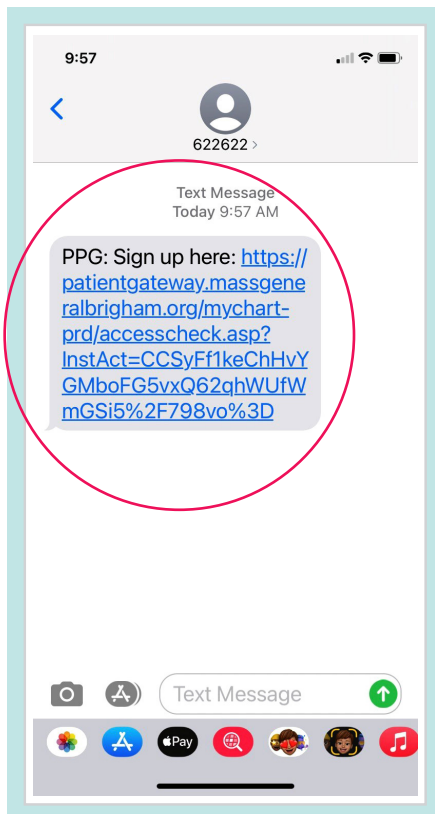 9:57
622622
Text Message
Today 9:57 AM
PPG: Sign up here: https://
patientgateway.massgene
ralbrigham.org/mychart-
prd/accesscheck.asp?
InstAct=CCSyFf1keChHvY
GMboFG5vxQ62qhWUfW
mGSi5%2F798vo%3D
Text Message
Pay